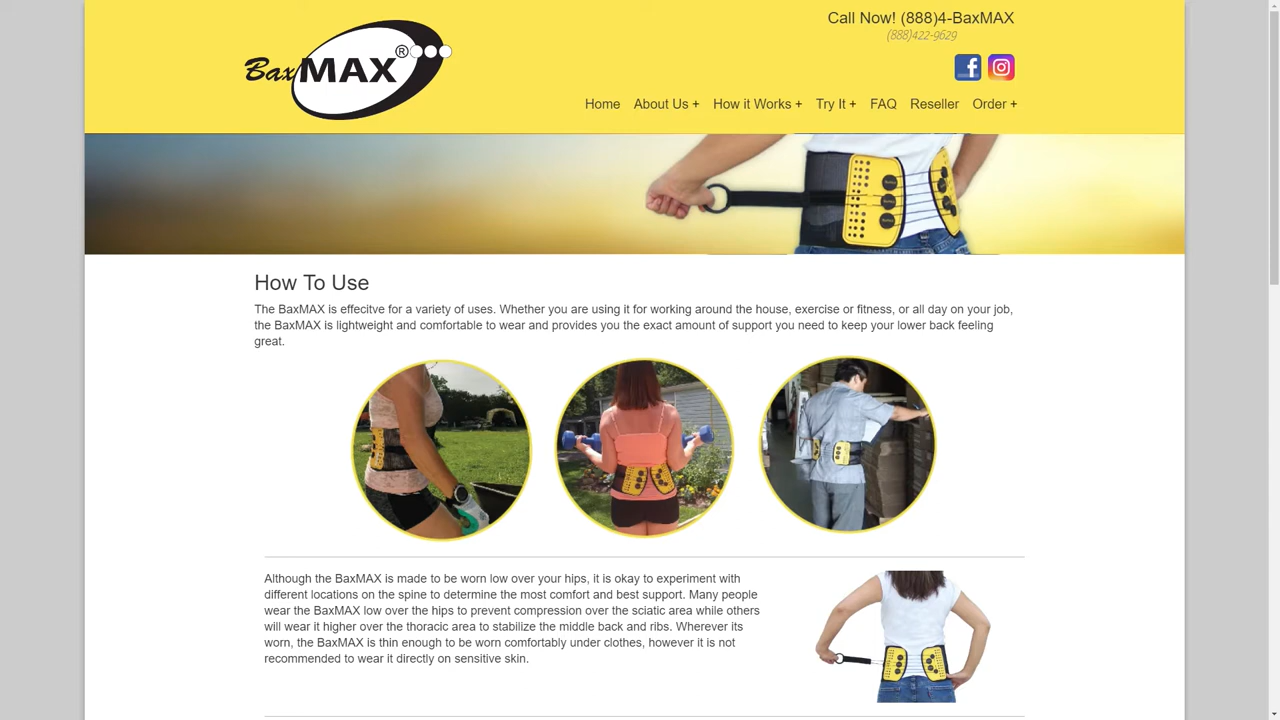 Call Now! (888)4-BaxMAX
(888)422-9629
BaxMAX®
Home About Us + How it Works + Try It + FAQ Reseller Order +
How To Use
The BaxMAX is effecitve for a variety of uses. Whether you are using it for working around the house, exercise or fitness, or all day on your job,
the BaxMAX is lightweight and comfortable to wear and provides you the exact amount of support you need to keep your lower back feeling
great.
Although the BaxMAX is made to be worn low over your hips, it is okay to experiment with
different locations on the spine to determine the most comfort and best support. Many people
wear the BaxMAX low over the hips to prevent compression over the sciatic area while others
will wear it higher over the thoracic area to stabilize the middle back and ribs. Wherever its
worn, the BaxMAX is thin enough to be worn comfortably under clothes, however it is not
recommended to wear it directly on sensitive skin.